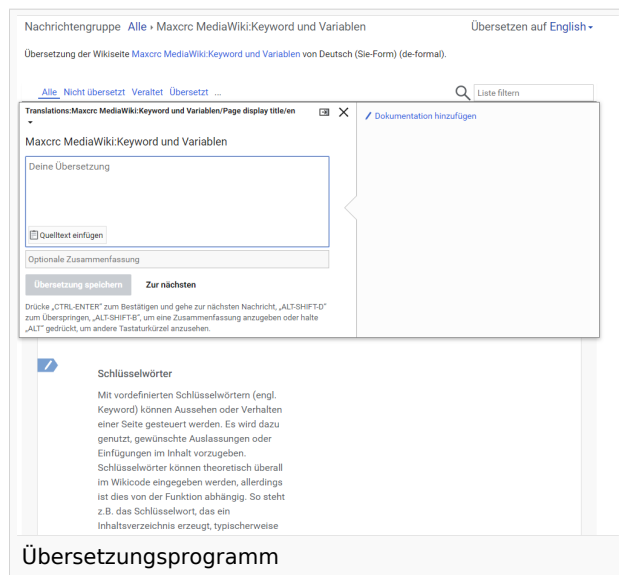 Nachrichtengruppe Alle › Maxcrc MediaWiki:Keyword und Variablen
Übersetzen auf English
Übersetzung der Wikiseite Maxcrc MediaWiki:Keyword und Variablen von Deutsch (Sie-Form) (de-formal).
Alle Nicht übersetzt Veraltet Übersetzt ...
Liste filtern
Translations:Maxcrc MediaWiki:Keyword und Variablen/Page display title/en
Maxcrc MediaWiki:Keyword und Variablen
Deine Übersetzung
Quelltext einfügen
Optionale Zusammenfassung
Übersetzung speichern Zur nächsten
Drücke „CTRL-ENTER" zum Bestätigen und gehe zur nächsten Nachricht, „ALT-SHIFT-D"
zum Überspringen, „ALT-SHIFT-B", um eine Zusammenfassung anzugeben oder halte
„ALT" gedrückt, um andere Tastaturkürzel anzusehen.
Dokumentation hinzufügen
Schlüsselwörter
Mit vordefinierten Schlüsselwörtern (engl.
Keyword) können Aussehen oder Verhalten
einer Seite gesteuert werden. Es wird dazu
genutzt, gewünschte Auslassungen oder
Einfügungen im Inhalt vorzugeben.
Schlüsselwörter können theoretisch überall
im Wikicode eingegeben werden, allerdings
ist dies von der Funktion abhängig. So steht
z.B. das Schlüsselwort, das ein
Inhaltsverzeichnis erzeugt, typischerweise
Übersetzungsprogramm